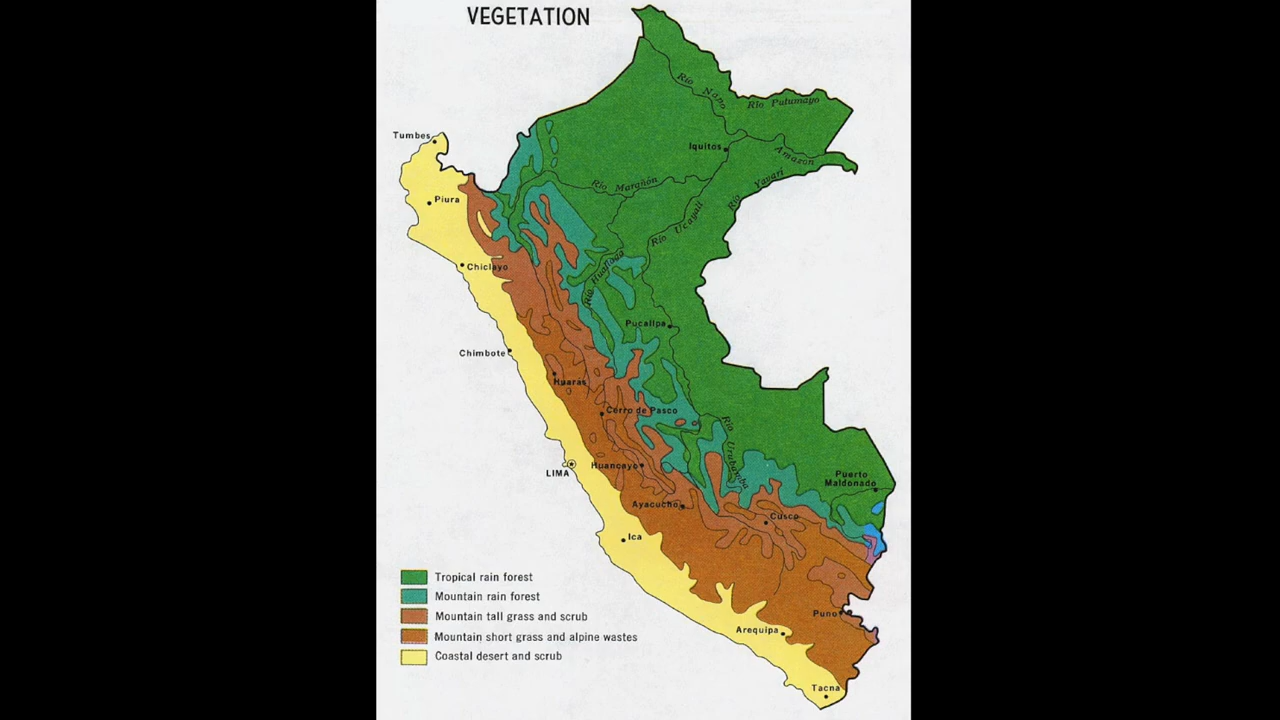 VEGETATION
Río Napo
Río Putumayo
Tumbes
Iquitos
Amazon
Río Yavarí
Río Marañón
Piura
Río Ucayali
Chiclayo
Río Huallaga
Pucallpa
Chimbote
Huarás
Cerro de Pasco
Río Urubamba
LIMA
Huancayo
Puerto
Maldonado
Ayacucho
Cusco
Ica
Tropical rain forest
Mountain rain forest
Mountain tall grass and scrub
Puno
Mountain short grass and alpine wastes
Arequipa
Coastal desert and scrub
Tacna